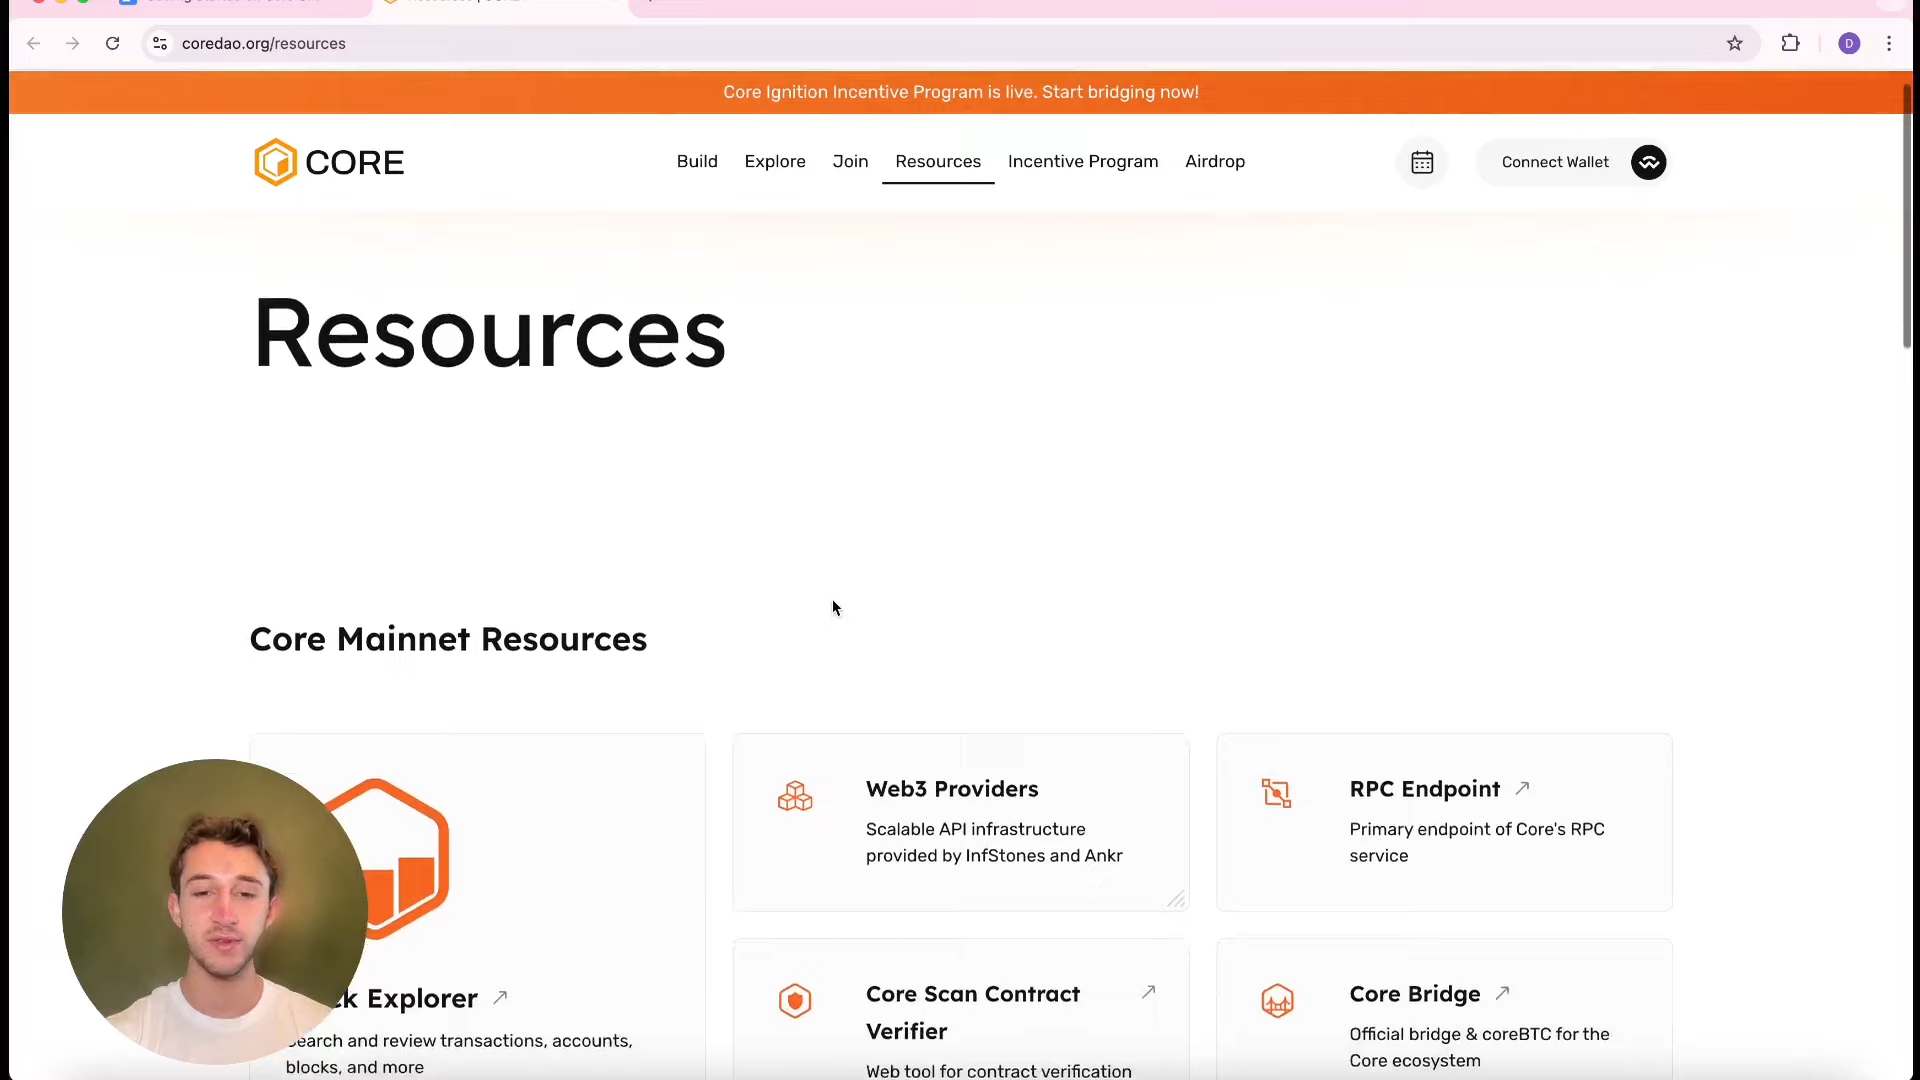 coredao.org/resources
D
Core Ignition Incentive Program is live. Start bridging now!
CORE
Build
Explore
Join
Resources
Incentive Program
Airdrop
Connect Wallet
Resources
Core Mainnet Resources
Web3 Providers
Scalable API infrastructure
provided by InfStones and Ankr
RPC Endpoint
Primary endpoint of Core's RPC
service
Explorer
Search and review transactions, accounts,
blocks, and more
Core Scan Contract
Verifier
Web tool for contract verification
Core Bridge
Official bridge & coreBTC for the
Core ecosystem